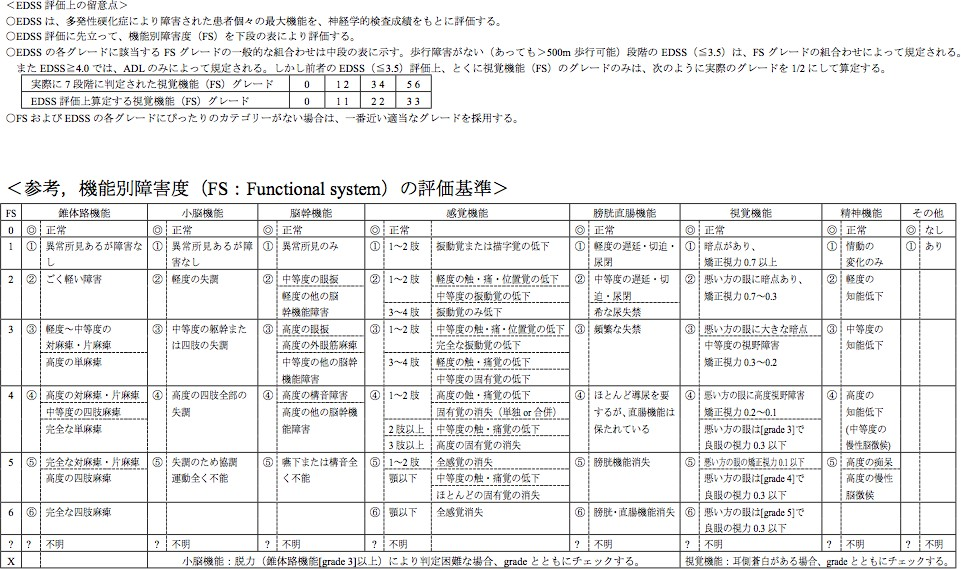 ＜EDSS 評価上の留意点＞
○EDSS は、多発性硬化症により障害された患者個々の最大機能を、神経学的検査成績をもとに評価する。
○EDSS 評価に先立って、機能別障害度（FS）を下段の表により評価する。
○EDSS の各グレードに該当する FS グレードの一般的な組合わせは中段の表に示す。歩行障害がない（あっても>500m 歩行可能）段階の EDSS（≤3.5）は、FS グレードの組合わせによって規定される。
また EDSS≧4.0 では、ADL のみによって規定される。しかし前者の EDSS（≤3.5）評価上、とくに視覚機能（FS）のグレードのみは、次のように実際のグレードを 1/2 にして算定する。
実際に 7 段階に判定された視覚機能（FS）グレード 0 1 2 3 4 5 6
EDSS 評価上算定する視覚機能（FS）グレード 0 1 1 2 2 3 3
○FS および EDSS の各グレードにぴったりのカテゴリーがない場合は、一番近い適当なグレードを採用する。
＜参考，機能別障害度（FS：Functional system）の評価基準＞
FS 錐体路機能 小脳機能 脳幹機能 感覚機能 膀胱直腸機能 視覚機能 精神機能 その他
0 ◎ 正常 ◎ 正常 ◎ 正常 ◎ 正常 ◎ 正常 ◎ 正常 ◎ 正常 ◎ なし
1 ① 異常所見あるが障害な ① 異常所見あるが障 ① 異常所見のみ ① 1〜2 肢 振動覚または描字覚の低下 ① 軽度の遅延・切迫・ ① 暗点があり、 ① 情動の ① あり
し 害なし 尿閉 矯正視力 0.7 以上 変化のみ
2 ② ごく軽い障害 ② 軽度の失調 ② 中等度の眼振 ② 1〜2 肢 軽度の触・痛・位置覚の低下 ② 中等度の遅延・切 ② 悪い方の眼に暗点あり、 ② 軽度の
軽度の他の脳 中等度の振動覚の低下 迫・尿閉 矯正視力 0.7〜0.3 知能低下
幹機能障害 3〜4 肢 振動覚のみ低下 希な尿失禁
3 ③ 軽度〜中等度の ③ 中等度の躯幹また ③ 高度の眼振 ③ 1〜2 肢 中等度の触・痛・位置覚の低下 ③ 頻繁な失禁 ③ 悪い方の眼に大きな暗点 ③ 中等度の
対麻痺・片麻痺 は四肢の失調 高度の外眼筋麻痺 完全な振動覚の低下 中等度の視野障害 知能低下
高度の単麻痺 中等度の他の脳幹 3〜4 肢 軽度の触・痛覚の低下 矯正視力 0.3〜0.2
機能障害 中等度の固有覚の低下
4 ④ 高度の対麻痺・片麻痺 ④ 高度の四肢全部の ④ 高度の構音障害 ④ 1〜2 肢 高度の触・痛覚の低下 ④ ほとんど導尿を要 ④ 悪い方の眼に高度視野障害 ④ 高度の
中等度の四肢麻痺 失調 高度の他の脳幹機 固有覚の消失（単独 or 合併） するが、直腸機能は 矯正視力 0.2〜0.1 知能低下
完全な単麻痺 能障害 2 肢以上 中等度の触・痛覚の低下 保たれている 悪い方の眼は[grade 3]で (中等度の
3 肢以上 高度の固有覚の消失 良眼の視力 0.3 以下 慢性脳徴候)
5 ⑤ 完全な対麻痺・片麻痺 ⑤ 失調のため協調 ⑤ 嚥下または構音全 ⑤ 1〜2 肢 全感覚の消失 ⑤ 膀胱機能消失 ⑤ 悪い方の眼の矯正視力 0.1 以下 ⑤ 高度の痴呆
高度の四肢麻痺 運動全く不能 く不能 顎以下 中等度の触・痛覚の低下 悪い方の眼は[grade 4]で 高度の慢性
ほとんどの固有覚の消失 良眼の視力 0.3 以下 脳徴候
6 ⑥ 完全な四肢麻痺 ⑥ 顎以下 全感覚消失 ⑥ 膀胱・直腸機能消失 ⑥ 悪い方の眼は[grade 5]で
良眼の視力 0.3 以下
? ? 不明 ? 不明 ? 不明 ? 不明 ? 不明 ? 不明 ? 不明 ? 不明
X 小脳機能：脱力（錐体路機能[grade 3]以上）により判定困難な場合、grade とともにチェックする。 視覚機能：耳側蒼白がある場合、grade とともにチェックする。